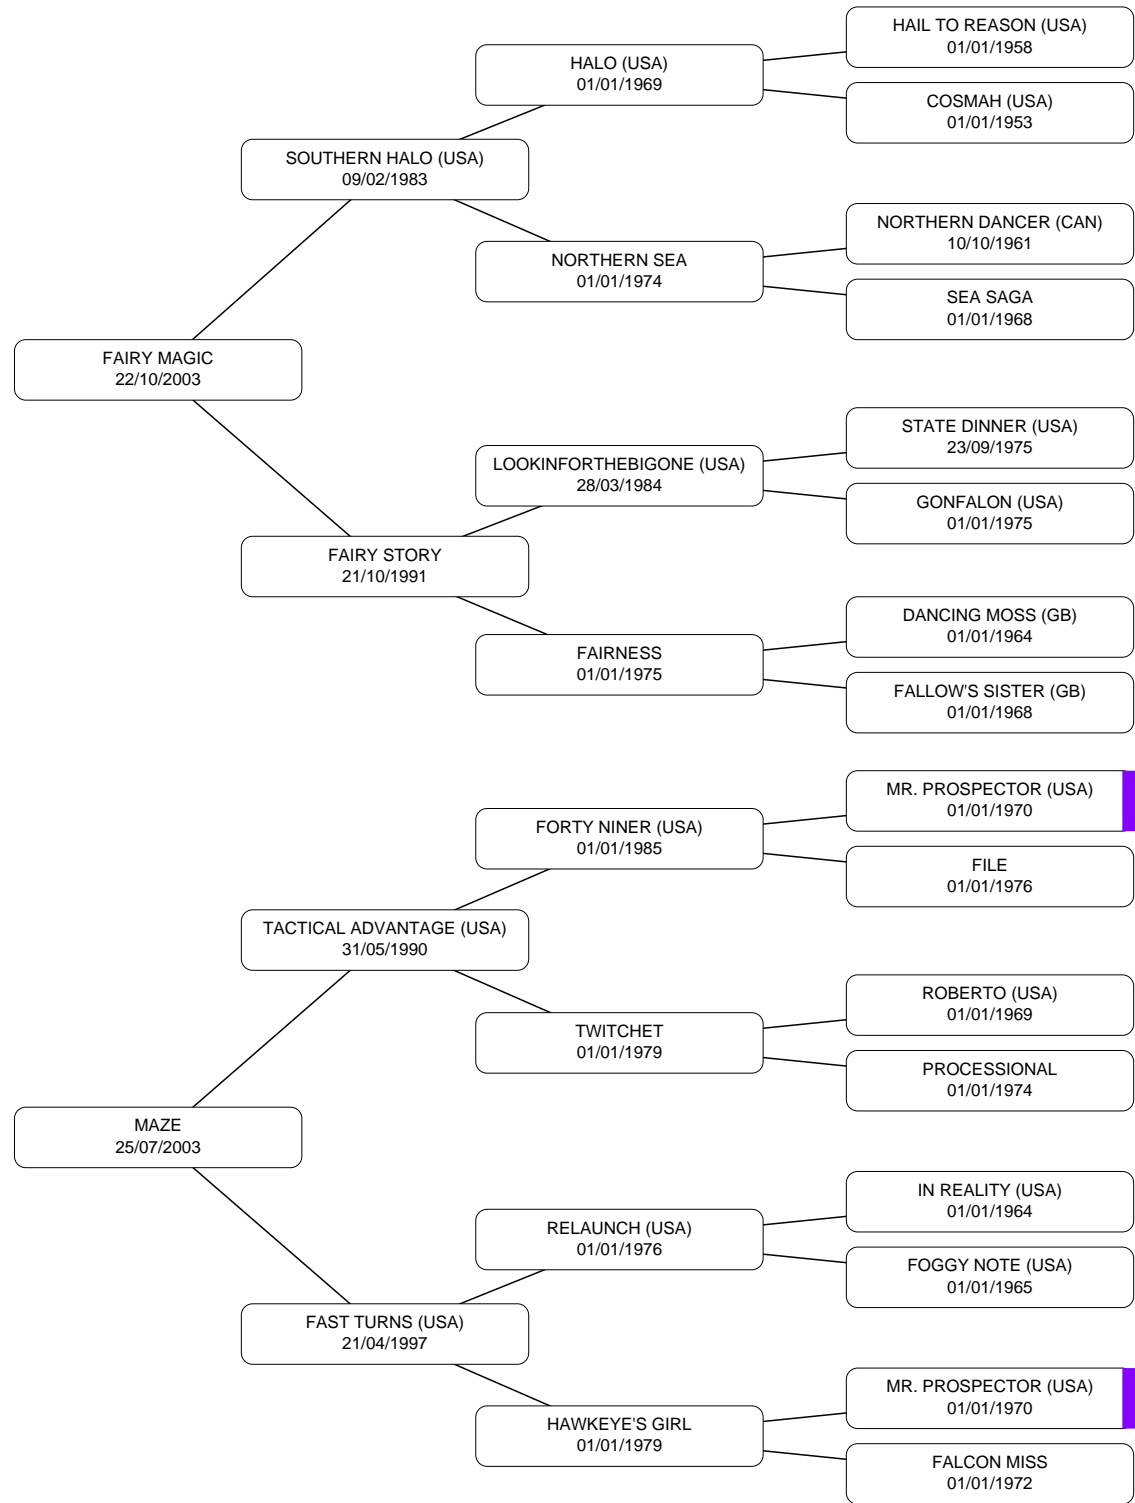 HAIL TO REASON (USA)
01/01/1958
HALO (USA)
01/01/1969
COSMAH (USA)
01/01/1953
SOUTHERN HALO (USA)
09/02/1983
NORTHERN DANCER (CAN)
10/10/1961
NORTHERN SEA
01/01/1974
SEA SAGA
01/01/1968
FAIRY MAGIC
22/10/2003
STATE DINNER (USA)
23/09/1975
LOOKINFORTHEBIGONE (USA)
28/03/1984
GONFALON (USA)
01/01/1975
FAIRY STORY
21/10/1991
DANCING MOSS (GB)
01/01/1964
FAIRNESS
01/01/1975
FALLOW'S SISTER (GB)
01/01/1968
MR. PROSPECTOR (USA)
01/01/1970
FORTY NINER (USA)
01/01/1985
FILE
01/01/1976
TACTICAL ADVANTAGE (USA)
31/05/1990
ROBERTO (USA)
01/01/1969
TWITCHET
01/01/1979
PROCESSIONAL
01/01/1974
MAZE
25/07/2003
IN REALITY (USA)
01/01/1964
RELAUNCH (USA)
01/01/1976
FOGGY NOTE (USA)
01/01/1965
FAST TURNS (USA)
21/04/1997
MR. PROSPECTOR (USA)
01/01/1970
HAWKEYE'S GIRL
01/01/1979
FALCON MISS
01/01/1972